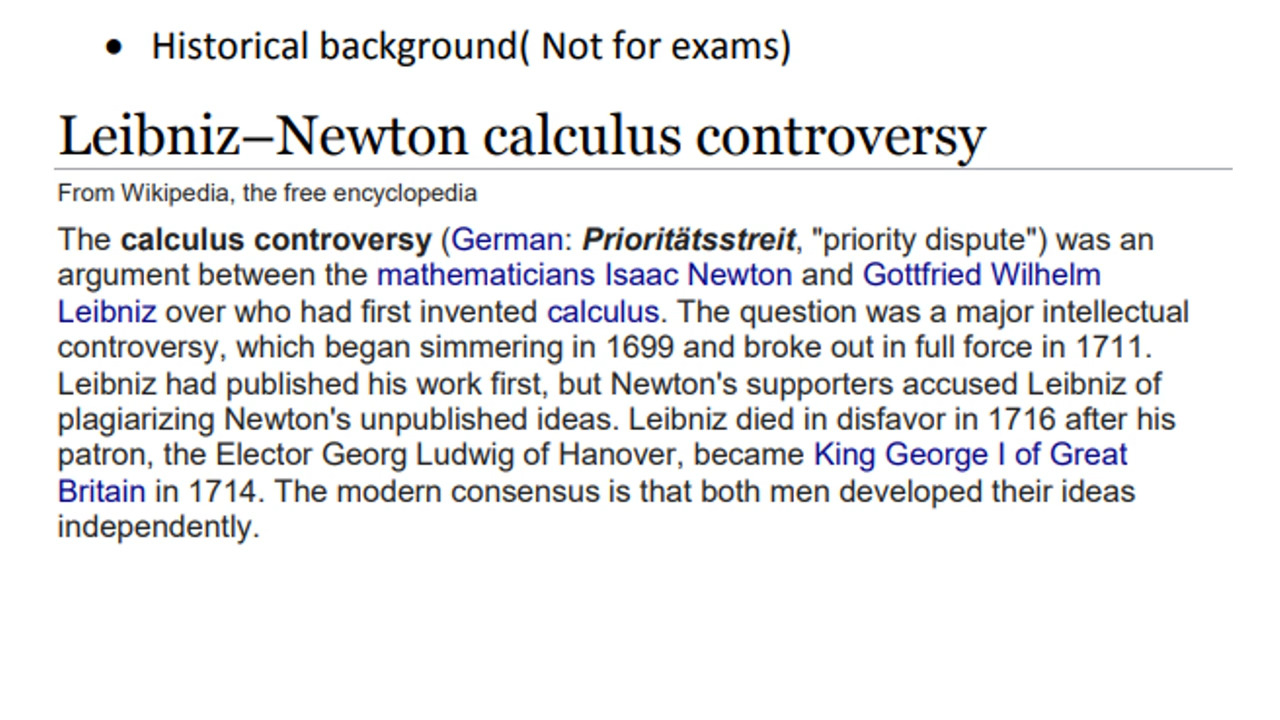 • Historical background( Not for exams)
Leibniz–Newton calculus controversy
From Wikipedia, the free encyclopedia
The calculus controversy (German: Prioritätsstreit, "priority dispute") was an
argument between the mathematicians Isaac Newton and Gottfried Wilhelm
Leibniz over who had first invented calculus. The question was a major intellectual
controversy, which began simmering in 1699 and broke out in full force in 1711.
Leibniz had published his work first, but Newton's supporters accused Leibniz of
plagiarizing Newton's unpublished ideas. Leibniz died in disfavor in 1716 after his
patron, the Elector Georg Ludwig of Hanover, became King George I of Great
Britain in 1714. The modern consensus is that both men developed their ideas
independently.